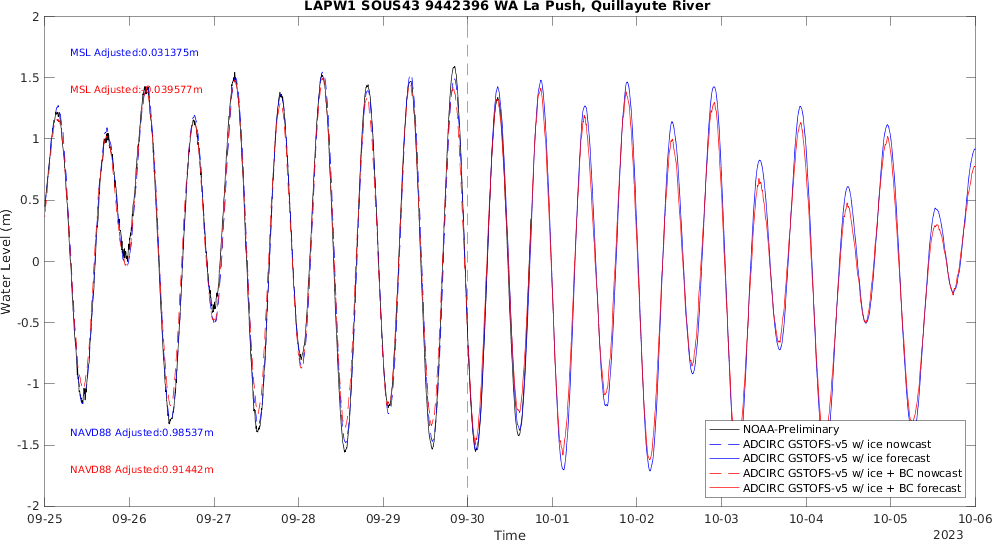 LAPW1 SOUS43 9442396 WA La Push, Quillayute River
2
1.5
1
0.5
0
-0.5
-1
-1.5
-2
Water Level (m)
MSL Adjusted:0.031375m
MSL Adjusted: 0.039577m
NAVD88 Adjusted:0.98537m
NAVD88 Adjusted:0.91442m
NOAA-Preliminary
ADCIRC GSTOFS-v5 w/ ice nowcast
ADCIRC GSTOFS-v5 w/ ice forecast
ADCIRC GSTOFS-v5 w/ ice + BC nowcast
ADCIRC GSTOFS-v5 w/ ice + BC forecast
09-25 09-26 09-27 09-28 09-29 09-30 10-01 10-02 10-03 10-04 10-05 10-06
Time
2023